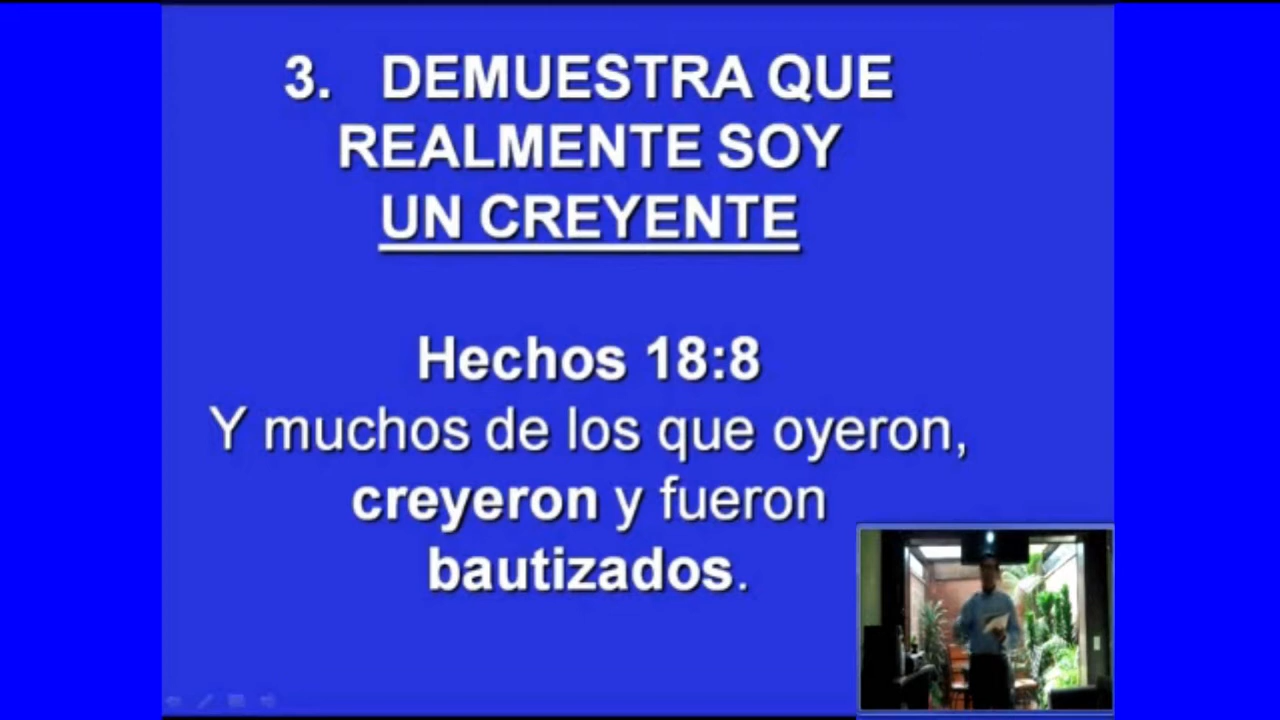 3. DEMUESTRA QUE
REALMENTE SOY
UN CREYENTE
Hechos 18:8
Y muchos de los que oyeron,
creyeron y fueron
bautizados.